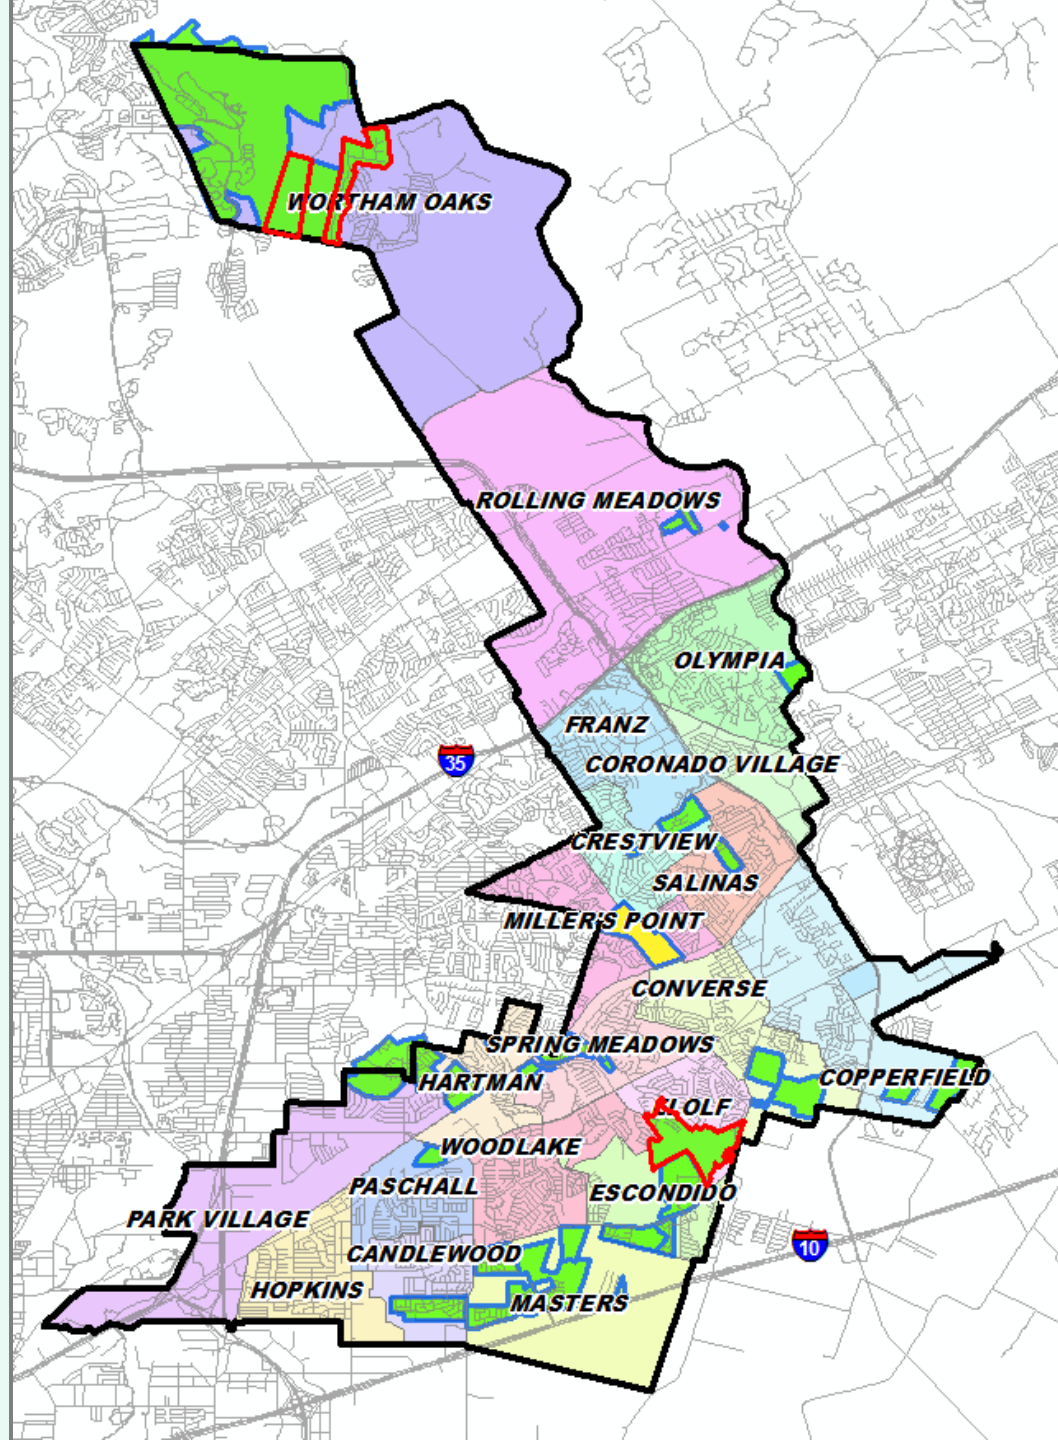 WORTHAM OAKS
ROLLING MEADOWS
OLYMPIA
FRANZ
35
CORONADO VILLAGE
CRESTVIEW
SALINAS
MILLER'S POINT
CONVERSE
SPRING MEADOWS
HARTMAN
COPPERFIELD
OLF
WOODLAKE
PASCHALL
ESCONDIDO
PARK VILLAGE
10
CANDLEWOOD
HOPKINS
MASTERS